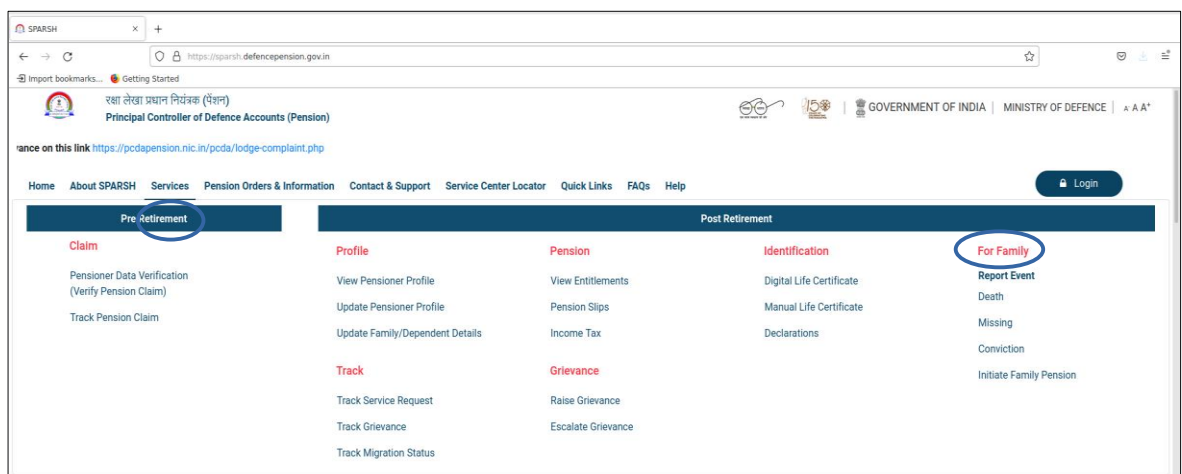 SPARSH × +
https://sparsh.defencepension.gov.in
Import bookmarks... Getting Started
रक्षा लेखा प्रधान नियंत्रक (पेंशन)
Principal Controller of Defence Accounts (Pension)
GOVERNMENT OF INDIA | MINISTRY OF DEFENCE | A- A A+
rance on this link https://pcdapension.nic.in/pcda/lodge-complaint.php
Home About SPARSH Services Pension Orders & Information Contact & Support Service Center Locator Quick Links FAQs Help Login
Pre Retirement
Claim
Pensioner Data Verification
(Verify Pension Claim)
Track Pension Claim
Post Retirement
Profile
View Pensioner Profile
Update Pensioner Profile
Update Family/Dependent Details
Track
Track Service Request
Track Grievance
Track Migration Status
Pension
View Entitlements
Pension Slips
Income Tax
Grievance
Raise Grievance
Escalate Grievance
Identification
Digital Life Certificate
Manual Life Certificate
Declarations
For Family
Report Event
Death
Missing
Conviction
Initiate Family Pension